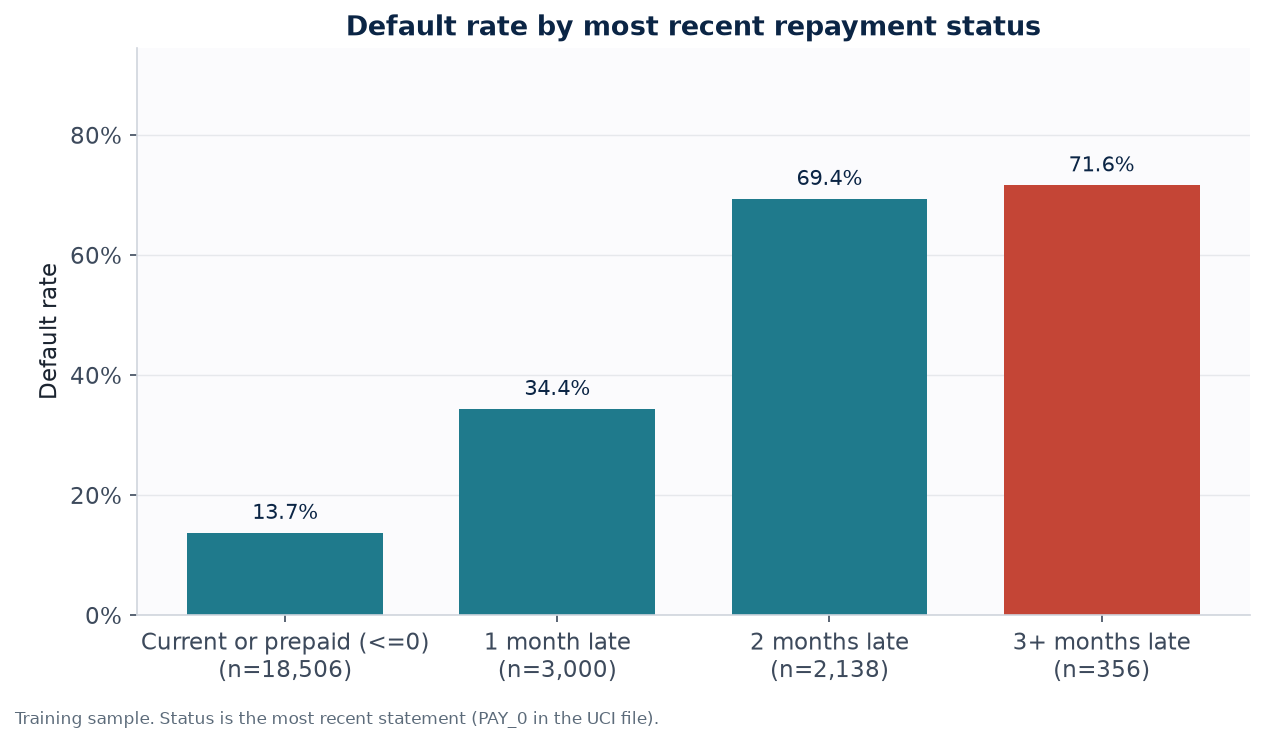 Default rate by most recent repayment status
Default rate
80%
60%
40%
20%
0%
13.7%
34.4%
69.4%
71.6%
Current or prepaid (<=0)
(n=18,506)
1 month late
(n=3,000)
2 months late
(n=2,138)
3+ months late
(n=356)
Training sample. Status is the most recent statement (PAY_0 in the UCI file).